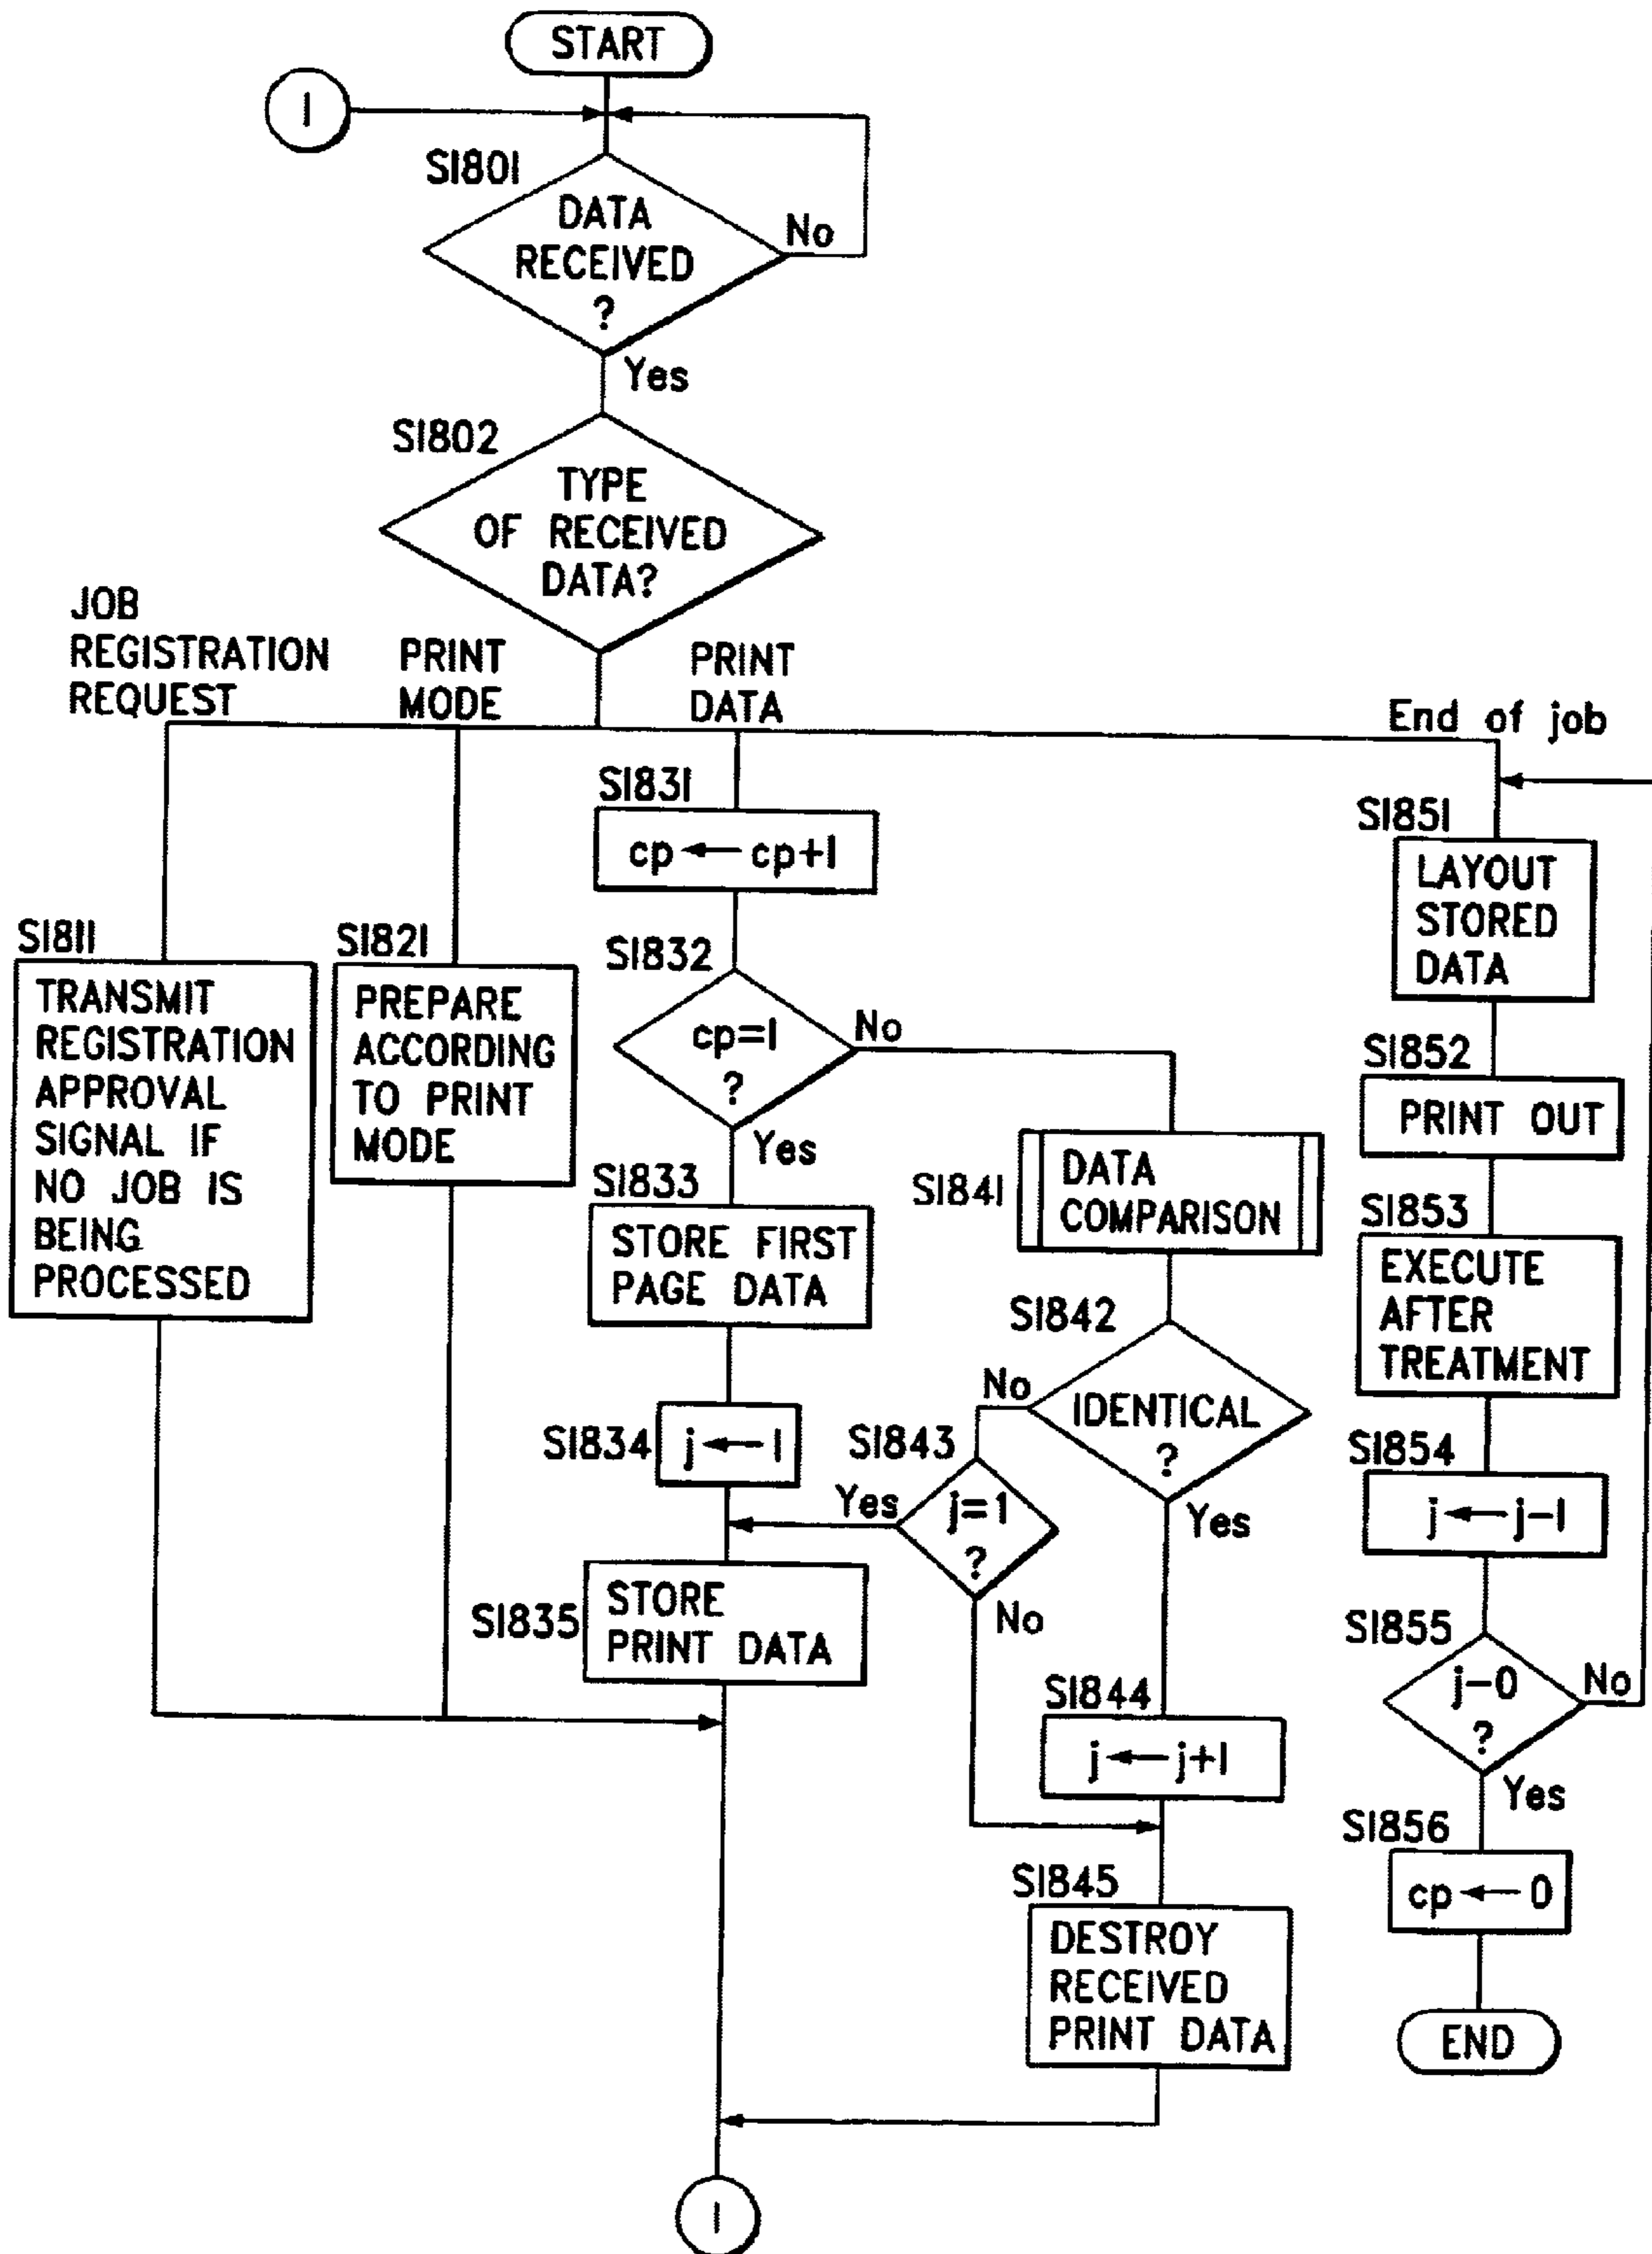 START
I
S1801
DATA
RECEIVED
?
No
Yes
S1802
TYPE
OF RECEIVED
DATA?
JOB
REGISTRATION
REQUEST
PRINT
MODE
PRINT
DATA
End of job
S1811
TRANSMIT
REGISTRATION
APPROVAL
SIGNAL IF
NO JOB IS
BEING
PROCESSED
S1821
PREPARE
ACCORDING
TO PRINT
MODE
S1831
cp ← cp+1
S1832
cp=1
?
No
Yes
S1833
STORE FIRST
PAGE DATA
S1834
j ← 1
S1835
STORE
PRINT DATA
S1841
DATA
COMPARISON
S1842
IDENTICAL
?
No
Yes
S1843
j=1
?
Yes
No
S1844
j ← j+1
S1845
DESTROY
RECEIVED
PRINT DATA
S1851
LAYOUT
STORED
DATA
S1852
PRINT OUT
S1853
EXECUTE
AFTER
TREATMENT
S1854
j ← j-1
S1855
j-0
?
No
Yes
S1856
cp ← 0
END
I